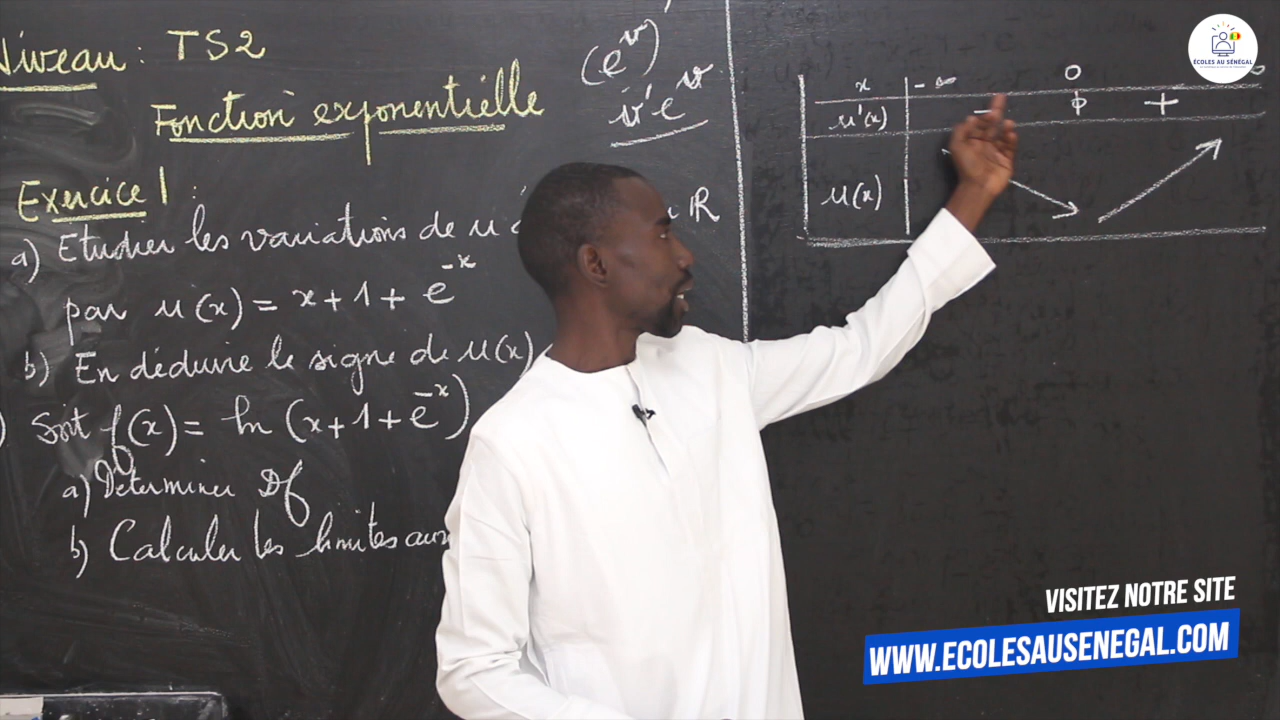 Niveau : TS2
Fonction exponentielle
(e^v)'
v'e^v
Exercice 1 :
a) Etudier les variations de u ℝ
par u(x) = x+1+e^-x
b) En déduire le signe de u(x)
) Soit f(x) = ln (x+1+e^-x)
a) Déterminer Df
b) Calculer les limites aux
x -∞ 0
u'(x) - 0 +
u(x)
ÉCOLES AU SÉNÉGAL
VISITEZ NOTRE SITE
WWW.ECOLESAUSENEGAL.COM